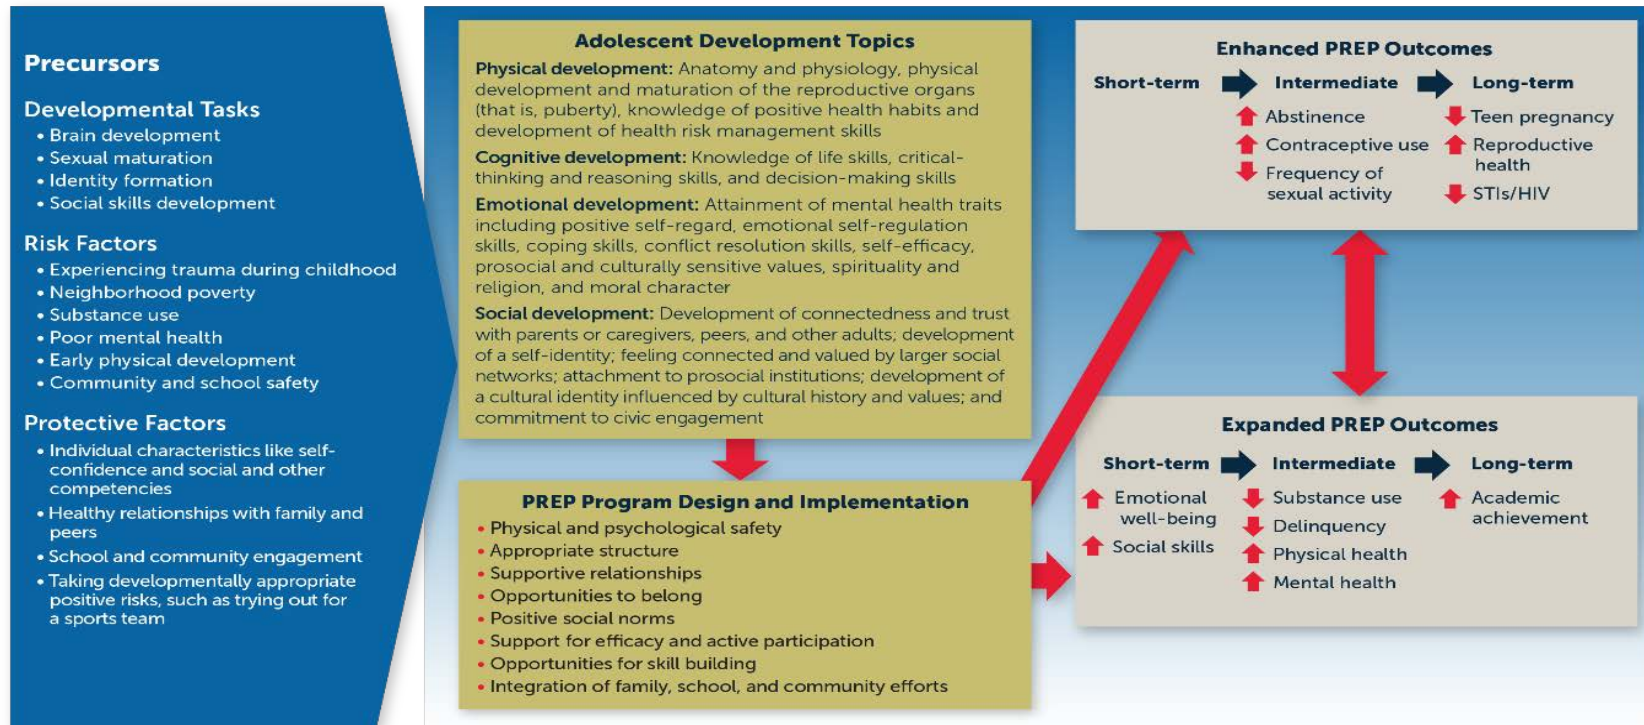 Precursors
Developmental Tasks
• Brain development
• Sexual maturation
• Identity formation
• Social skills development
Risk Factors
• Experiencing trauma during childhood
• Neighborhood poverty
• Substance use
• Poor mental health
• Early physical development
• Community and school safety
Protective Factors
• Individual characteristics like self-
confidence and social and other
competencies
• Healthy relationships with family and
peers
• School and community engagement
• Taking developmentally appropriate
positive risks, such as trying out for
a sports team
Adolescent Development Topics
Physical development: Anatomy and physiology, physical
development and maturation of the reproductive organs
(that is, puberty), knowledge of positive health habits and
development of health risk management skills
Cognitive development: Knowledge of life skills, critical-
thinking and reasoning skills, and decision-making skills
Emotional development: Attainment of mental health traits
including positive self-regard, emotional self-regulation
skills, coping skills, conflict resolution skills, self-efficacy,
prosocial and culturally sensitive values, spirituality and
religion, and moral character
Social development: Development of connectedness and trust
with parents or caregivers, peers, and other adults; development
of a self-identity; feeling connected and valued by larger social
networks; attachment to prosocial institutions; development of
a cultural identity influenced by cultural history and values; and
commitment to civic engagement
PREP Program Design and Implementation
• Physical and psychological safety
• Appropriate structure
• Supportive relationships
• Opportunities to belong
• Positive social norms
• Support for efficacy and active participation
• Opportunities for skill building
• Integration of family, school, and community efforts
Enhanced PREP Outcomes
Short-term
Intermediate
Abstinence
Contraceptive use
Frequency of
sexual activity
Long-term
Teen pregnancy
Reproductive
health
STIs/HIV
Expanded PREP Outcomes
Short-term
Emotional
well-being
Social skills
Intermediate
Substance use
Delinquency
Physical health
Mental health
Long-term
Academic
achievement